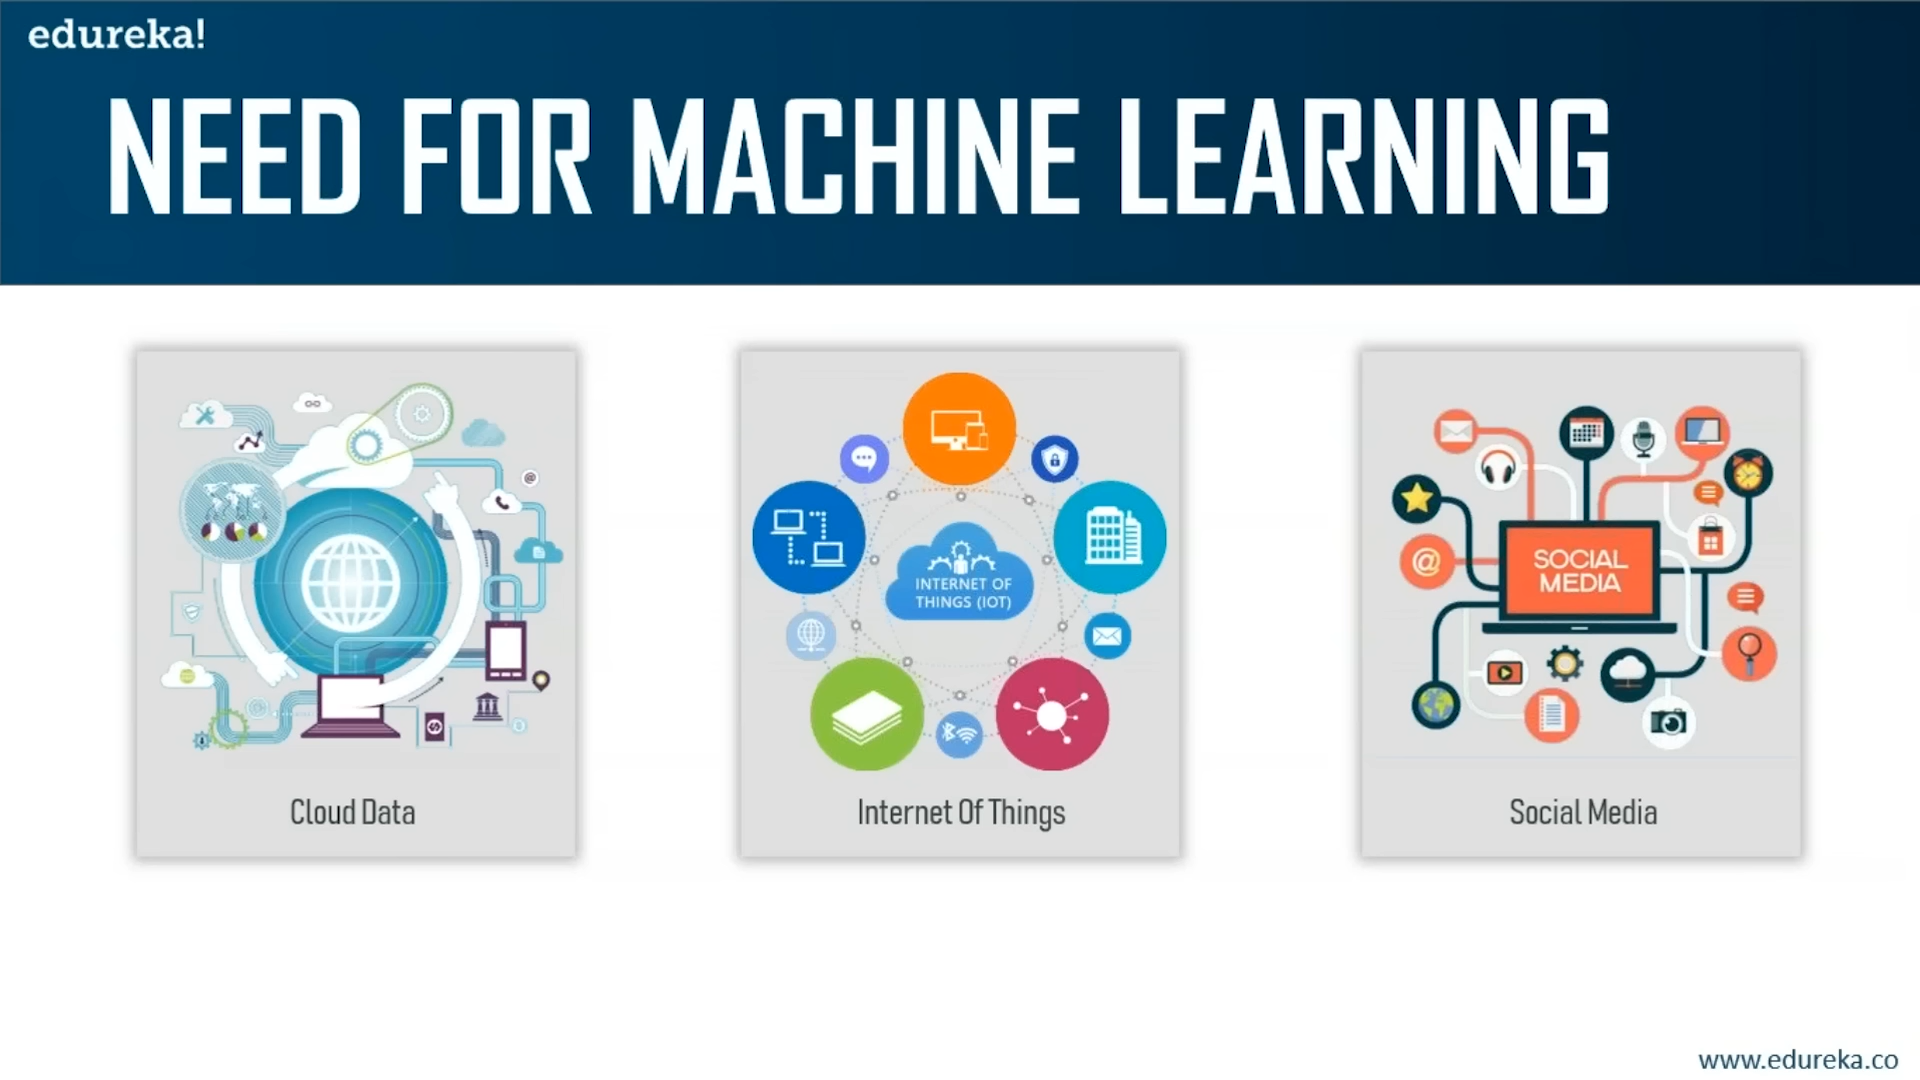 edureka!
NEED FOR MACHINE LEARNING
INTERNET OF
THINGS (IOT)
SOCIAL
MEDIA
Cloud Data
Internet Of Things
Social Media
www.edureka.co